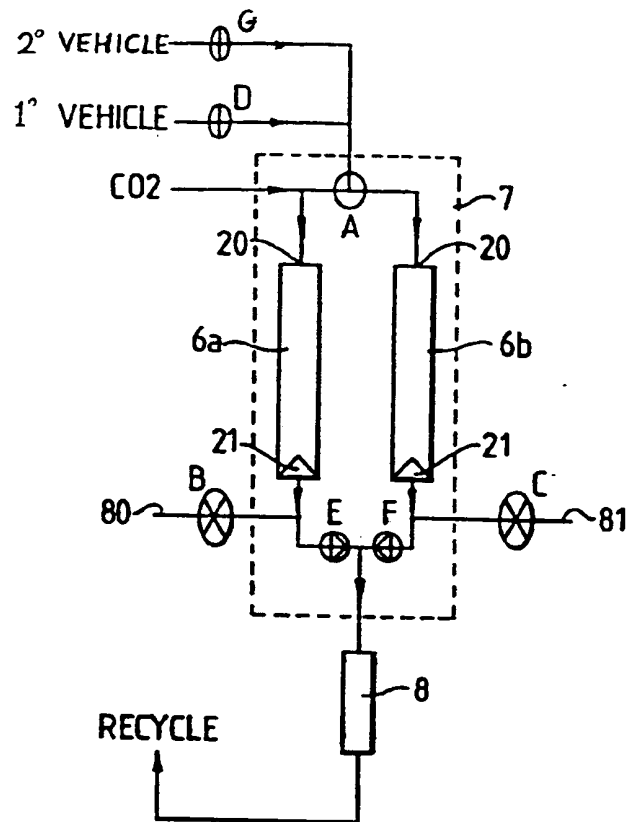 2° VEHICLE G
1° VEHICLE D
CO2 A 7
20 20
6a 6b
21 21
80 B E F C 81
8
RECYCLE